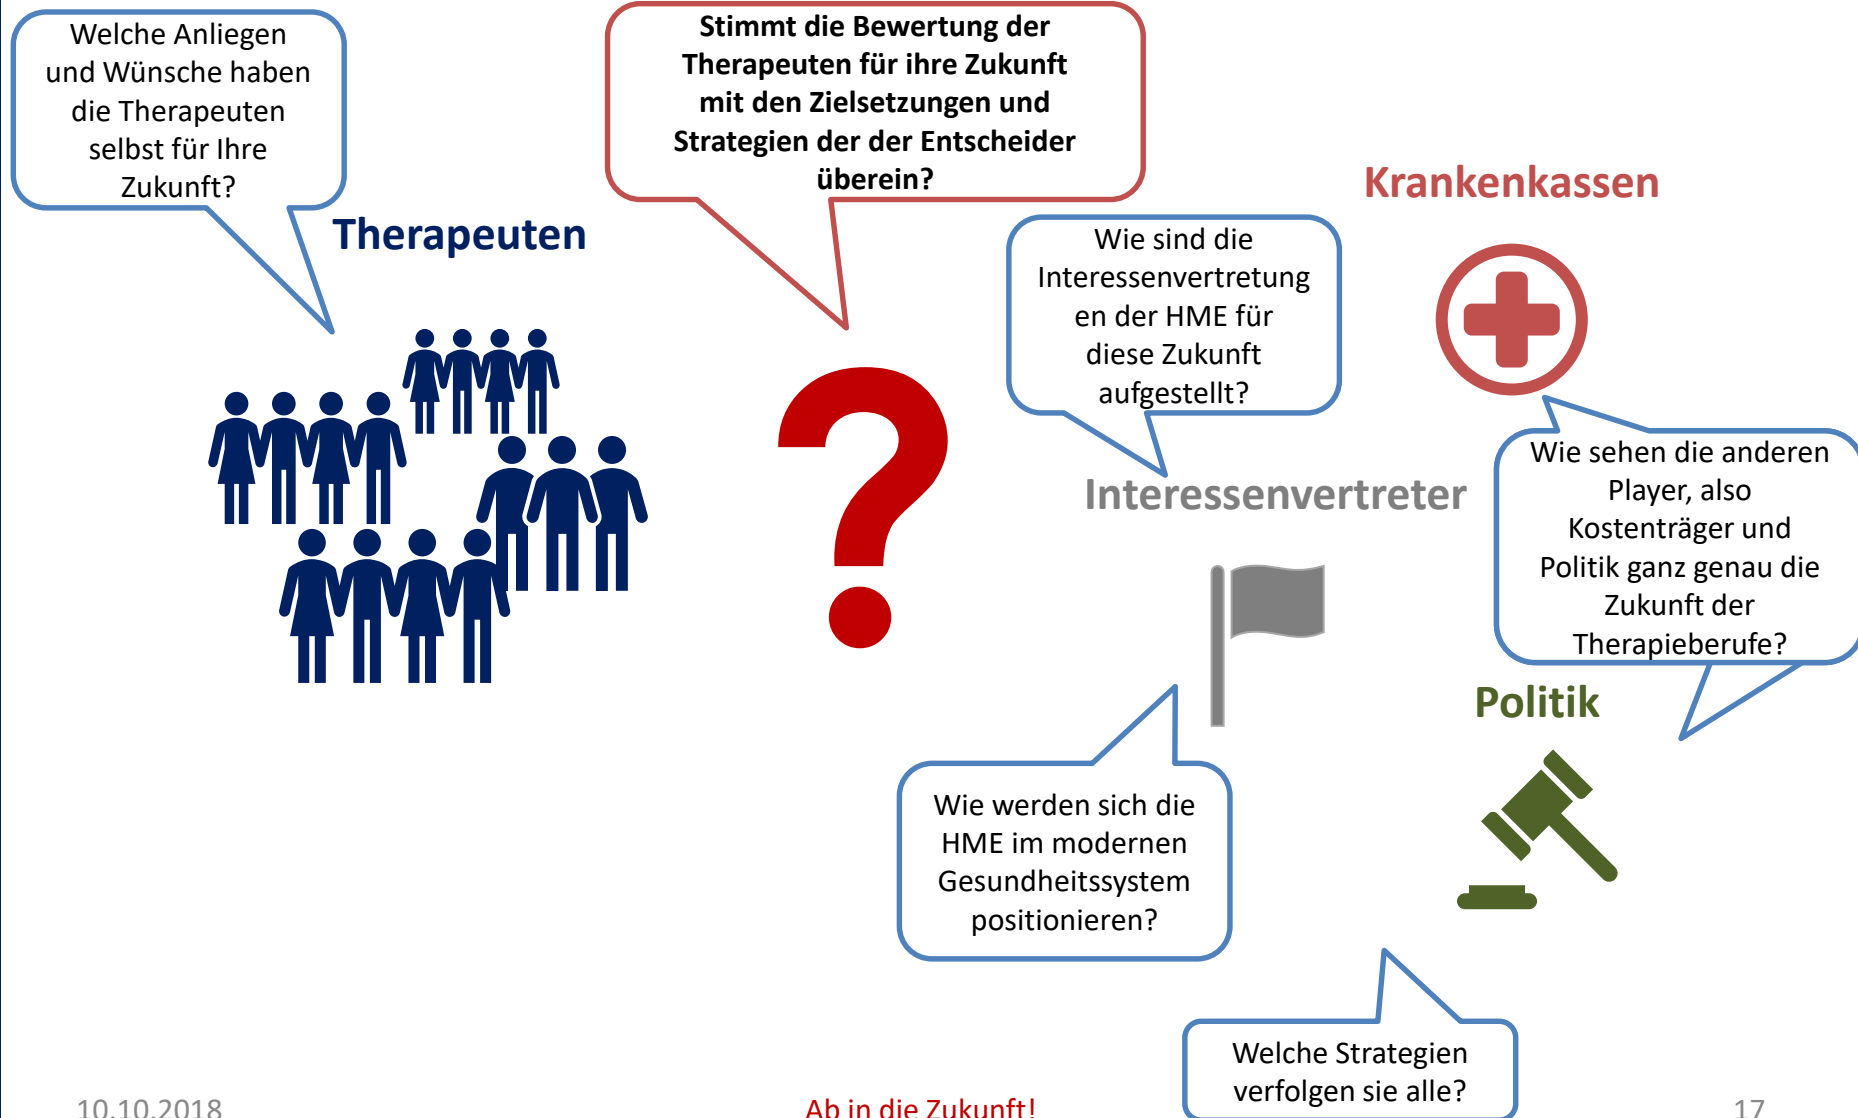 Welche Anliegen
und Wünsche haben
die Therapeuten
selbst für Ihre
Zukunft?
Stimmt die Bewertung der
Therapeuten für ihre Zukunft
mit den Zielsetzungen und
Strategien der der Entscheider
überein?
Krankenkassen
Therapeuten
Wie sind die
Interessenvertretung
en der HME für
diese Zukunft
aufgestellt?
Wie sehen die anderen
Player, also
Kostenträger und
Politik ganz genau die
Zukunft der
Therapieberufe?
?
Interessenvertreter
Politik
Wie werden sich die
HME im modernen
Gesundheitssystem
positionieren?
Welche Strategien
verfolgen sie alle?
10.10.2018
Ab in die Zukunft!
17